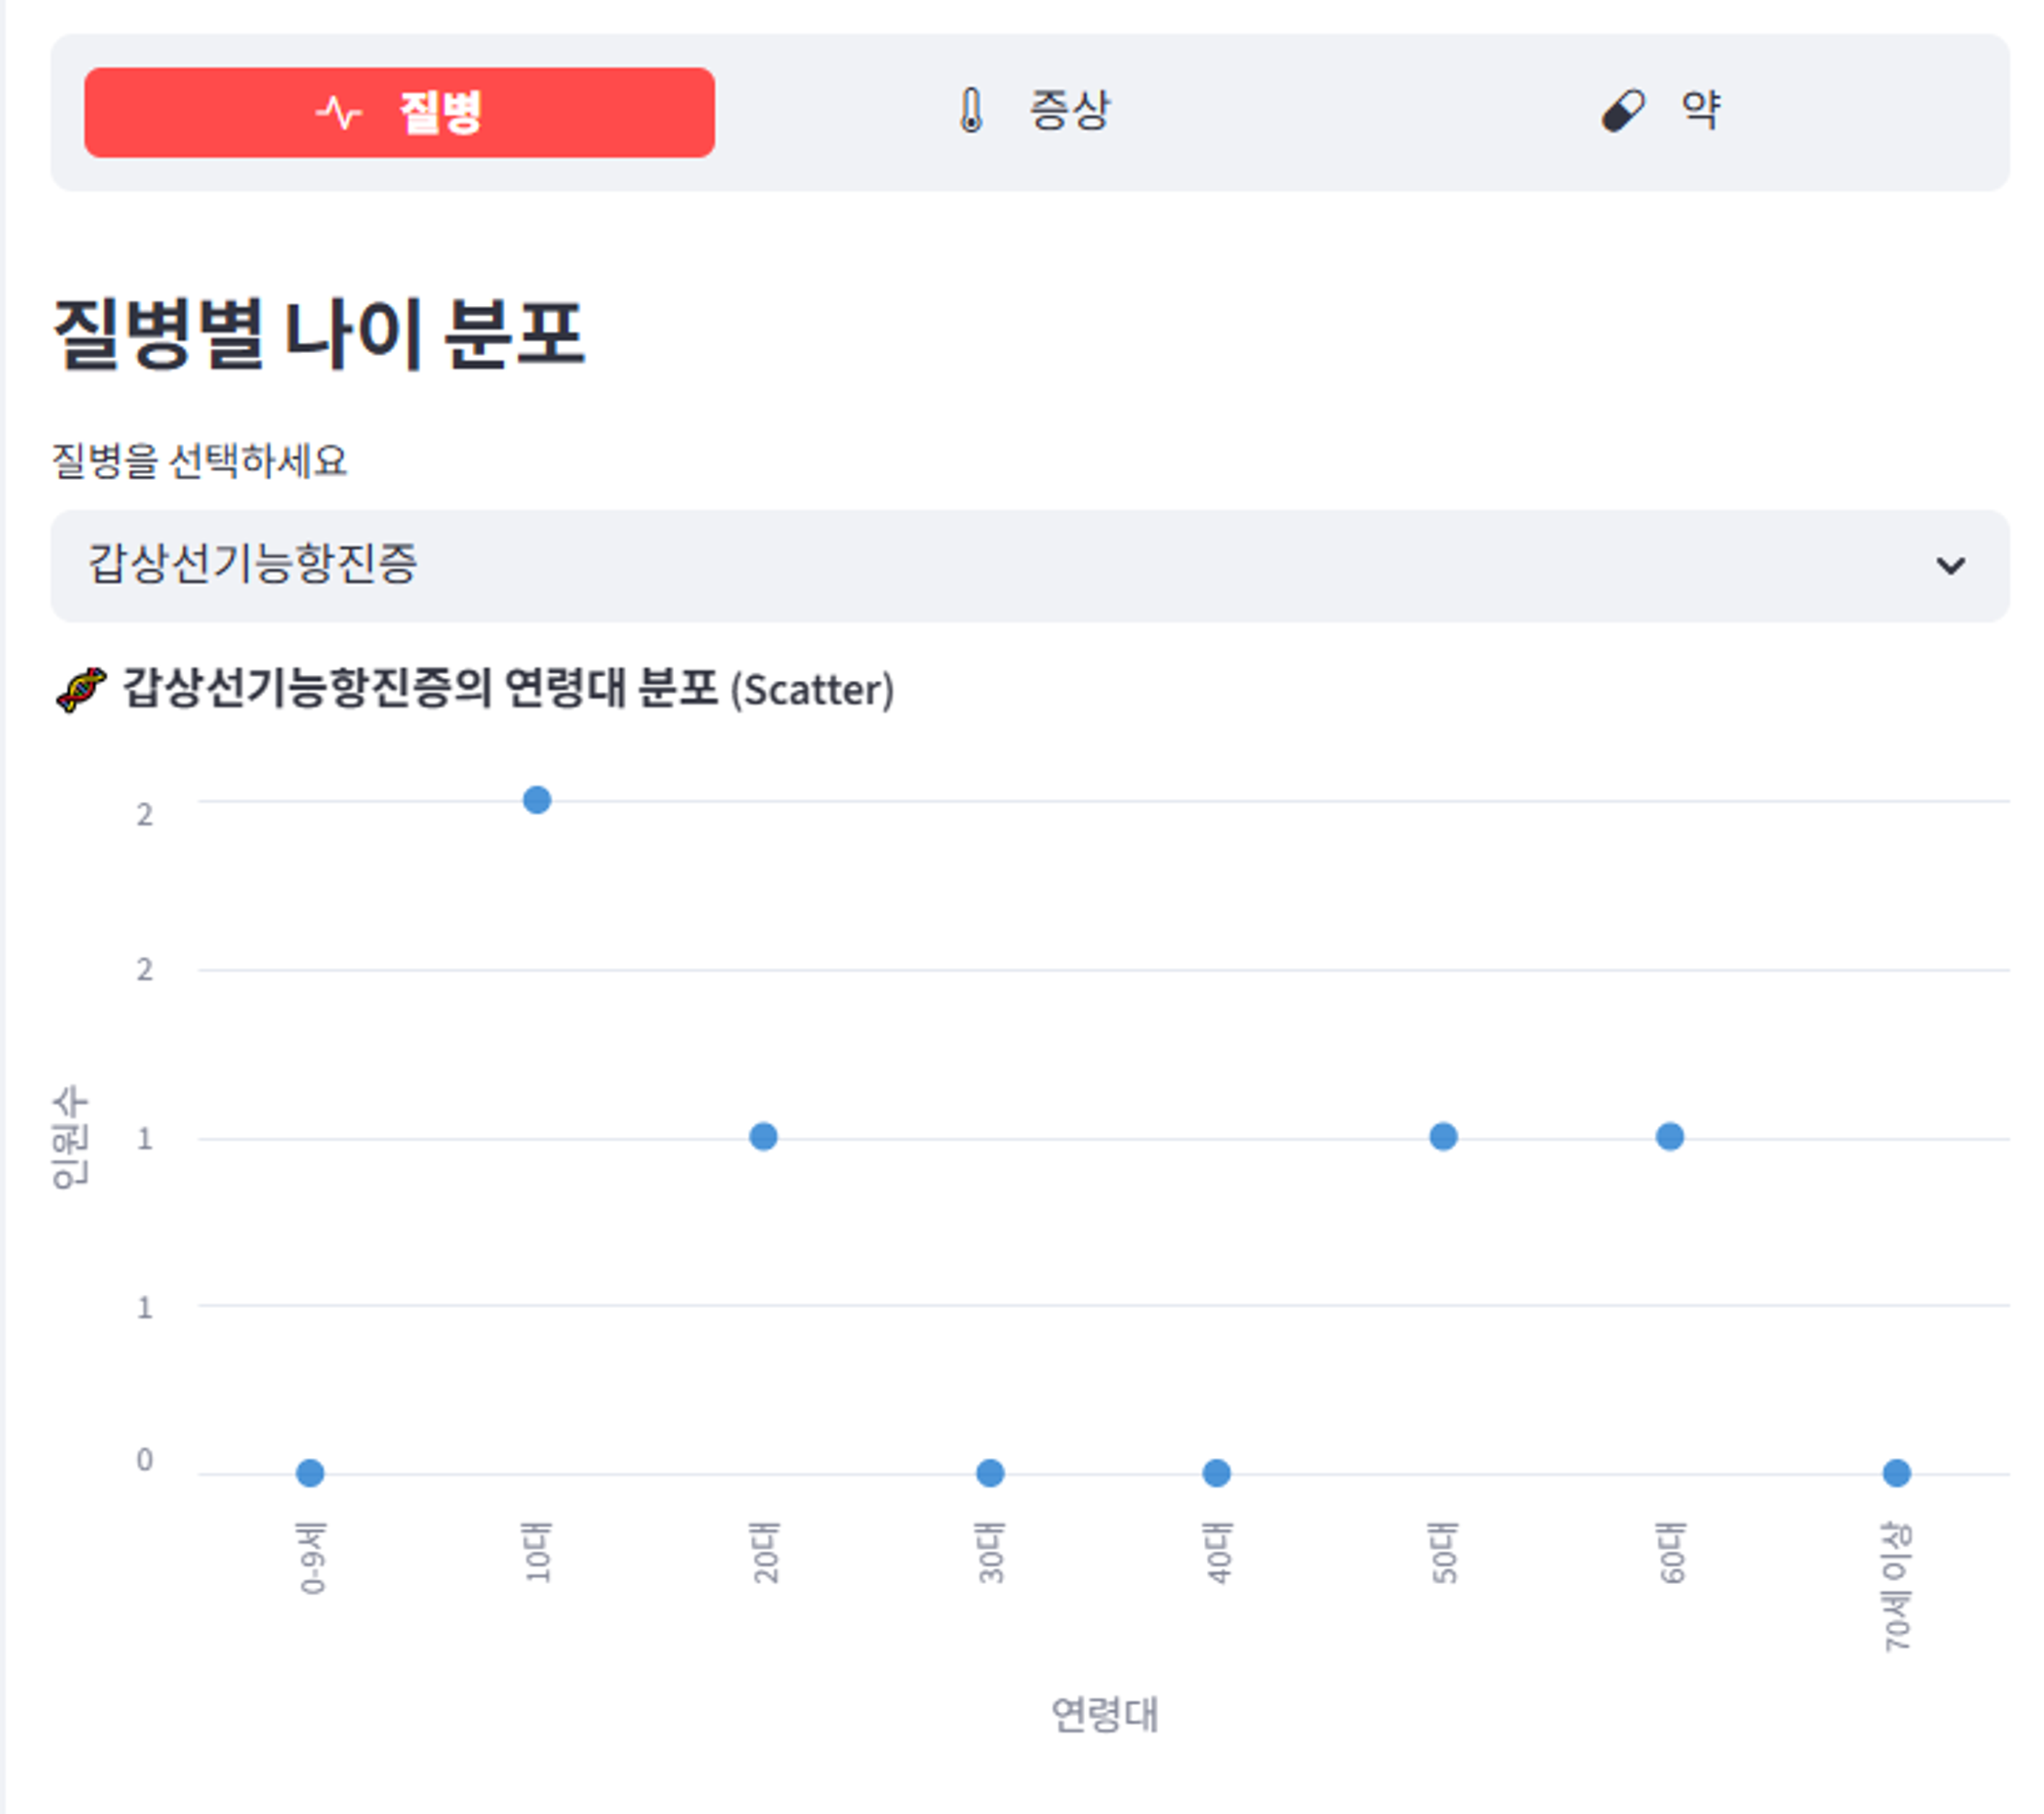 질병 증상 약
질병별 나이 분포
질병을 선택하세요
갑상선기능항진증
갑상선기능항진증의 연령대 분포 (Scatter)
2
2
1
1
0
인원수
0-9세 10대 20대 30대 40대 50대 60대 70세 이상
연령대